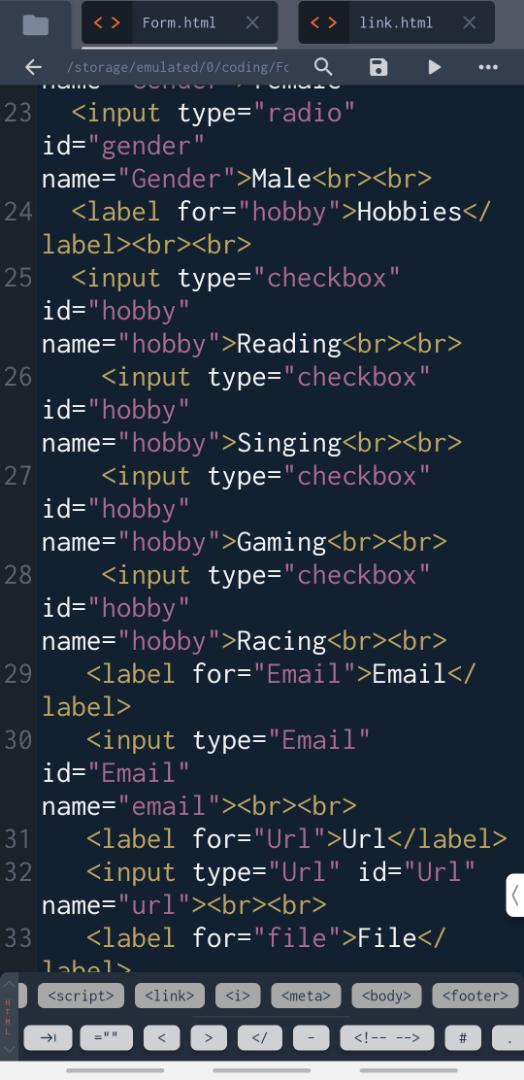 Form.html
link.html
/storage/emulated/0/coding/Fo
name="Gender">Female
23 <input type="radio"
id="gender"
name="Gender">Male<br><br>
24 <label for="hobby">Hobbies</
label><br><br>
25 <input type="checkbox"
id="hobby"
name="hobby">Reading<br><br>
26 <input type="checkbox"
id="hobby"
name="hobby">Singing<br><br>
27 <input type="checkbox"
id="hobby"
name="hobby">Gaming<br><br>
28 <input type="checkbox"
id="hobby"
name="hobby">Racing<br><br>
29 <label for="Email">Email</
label>
30 <input type="Email"
id="Email"
name="email"><br><br>
31 <label for="Url">Url</label>
32 <input type="Url" id="Url"
name="url"><br><br>
33 <label for="file">File</
label>
HTML
<script> <link> <i> <meta> <body> <footer>
="" < > </ - <!-- --> # .